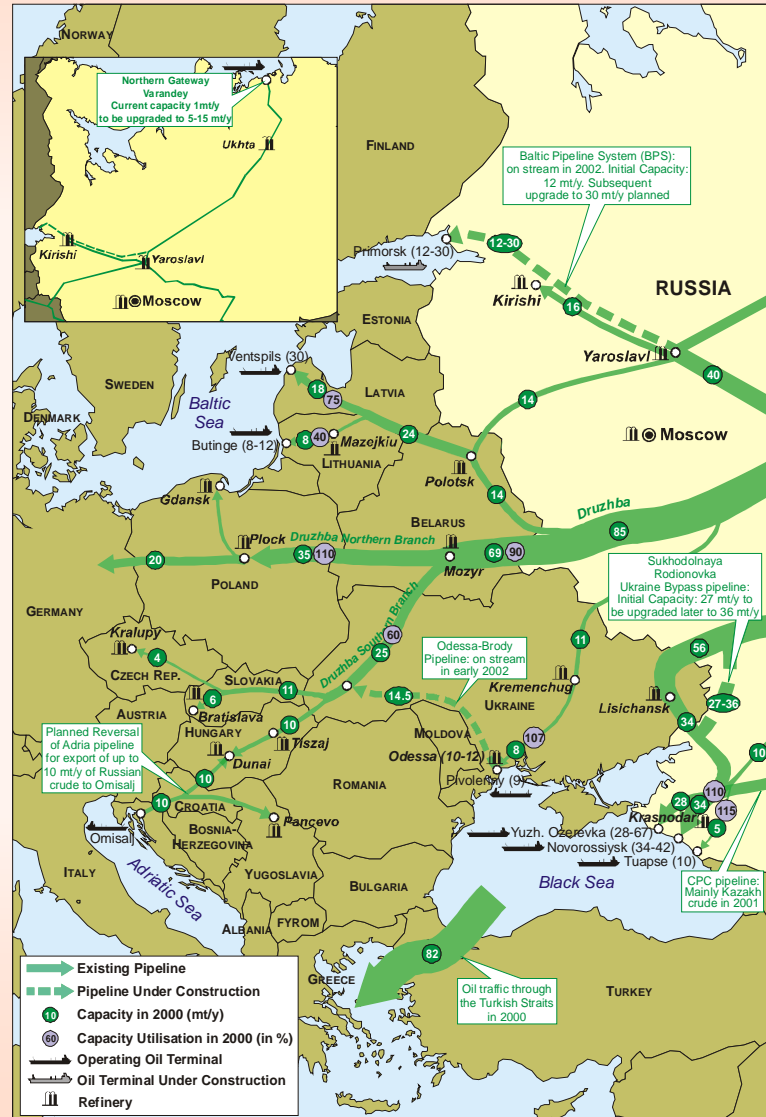 NORWAY
Northern Gateway
Varandey
Current capacity 1mt/y
to be upgraded to 5-15 mt/y
Ukhta
Kirishi
Yaroslavl
Moscow
FINLAND
Baltic Pipeline System (BPS):
on stream in 2002. Initial Capacity:
12 mt/y. Subsequent
upgrade to 30 mt/y planned
12-30
Primorsk (12-30)
Kirishi
16
RUSSIA
ESTONIA
Yaroslavl
40
Ventspils (30)
SWEDEN
18
75
LATVIA
14
Baltic
Sea
DENMARK
Butinge (8-12)
8
40
Mazejkiu
24
Moscow
LITHUANIA
Polotsk
Gdansk
14
Druzhba
BELARUS
85
Plock
Druzhba Northern Branch
20
35
110
69
90
Mozyr
POLAND
Sukhodolnaya
Rodionovka
Ukraine Bypass pipeline:
Initial Capacity: 27 mt/y to
be upgraded later to 36 mt/y
GERMANY
Druzhba Southern Branch
60
25
Kralupy
4
Odessa-Brody
Pipeline: on stream
in early 2002
11
56
CZECH REP.
SLOVAKIA
11
Kremenchug
6
14.5
UKRAINE
Lisichansk
27-36
AUSTRIA
Bratislava
34
HUNGARY
10
Tiszaj
MOLDOVA
107
8
Planned Reversal
of Adria pipeline
for export of up to
10 mt/y of Russian
crude to Omisalj
Dunai
Odessa (10-12)
10
Pivoleniy (9)
10
ROMANIA
110
10
CROATIA
28
34
115
Omisalj
Pancevo
Krasnodar
5
BOSNIA-
HERZEGOVINA
Yuzh. Ozerevka (28-67)
Novorossiysk (34-42)
Tuapse (10)
Adriatic Sea
ITALY
YUGOSLAVIA
Black Sea
CPC pipeline:
Mainly Kazakh
crude in 2001
BULGARIA
ALBANIA
FYROM
82
GREECE
Oil traffic through
the Turkish Straits
in 2000
TURKEY
Existing Pipeline
Pipeline Under Construction
10 Capacity in 2000 (mt/y)
60 Capacity Utilisation in 2000 (in %)
Operating Oil Terminal
Oil Terminal Under Construction
Refinery